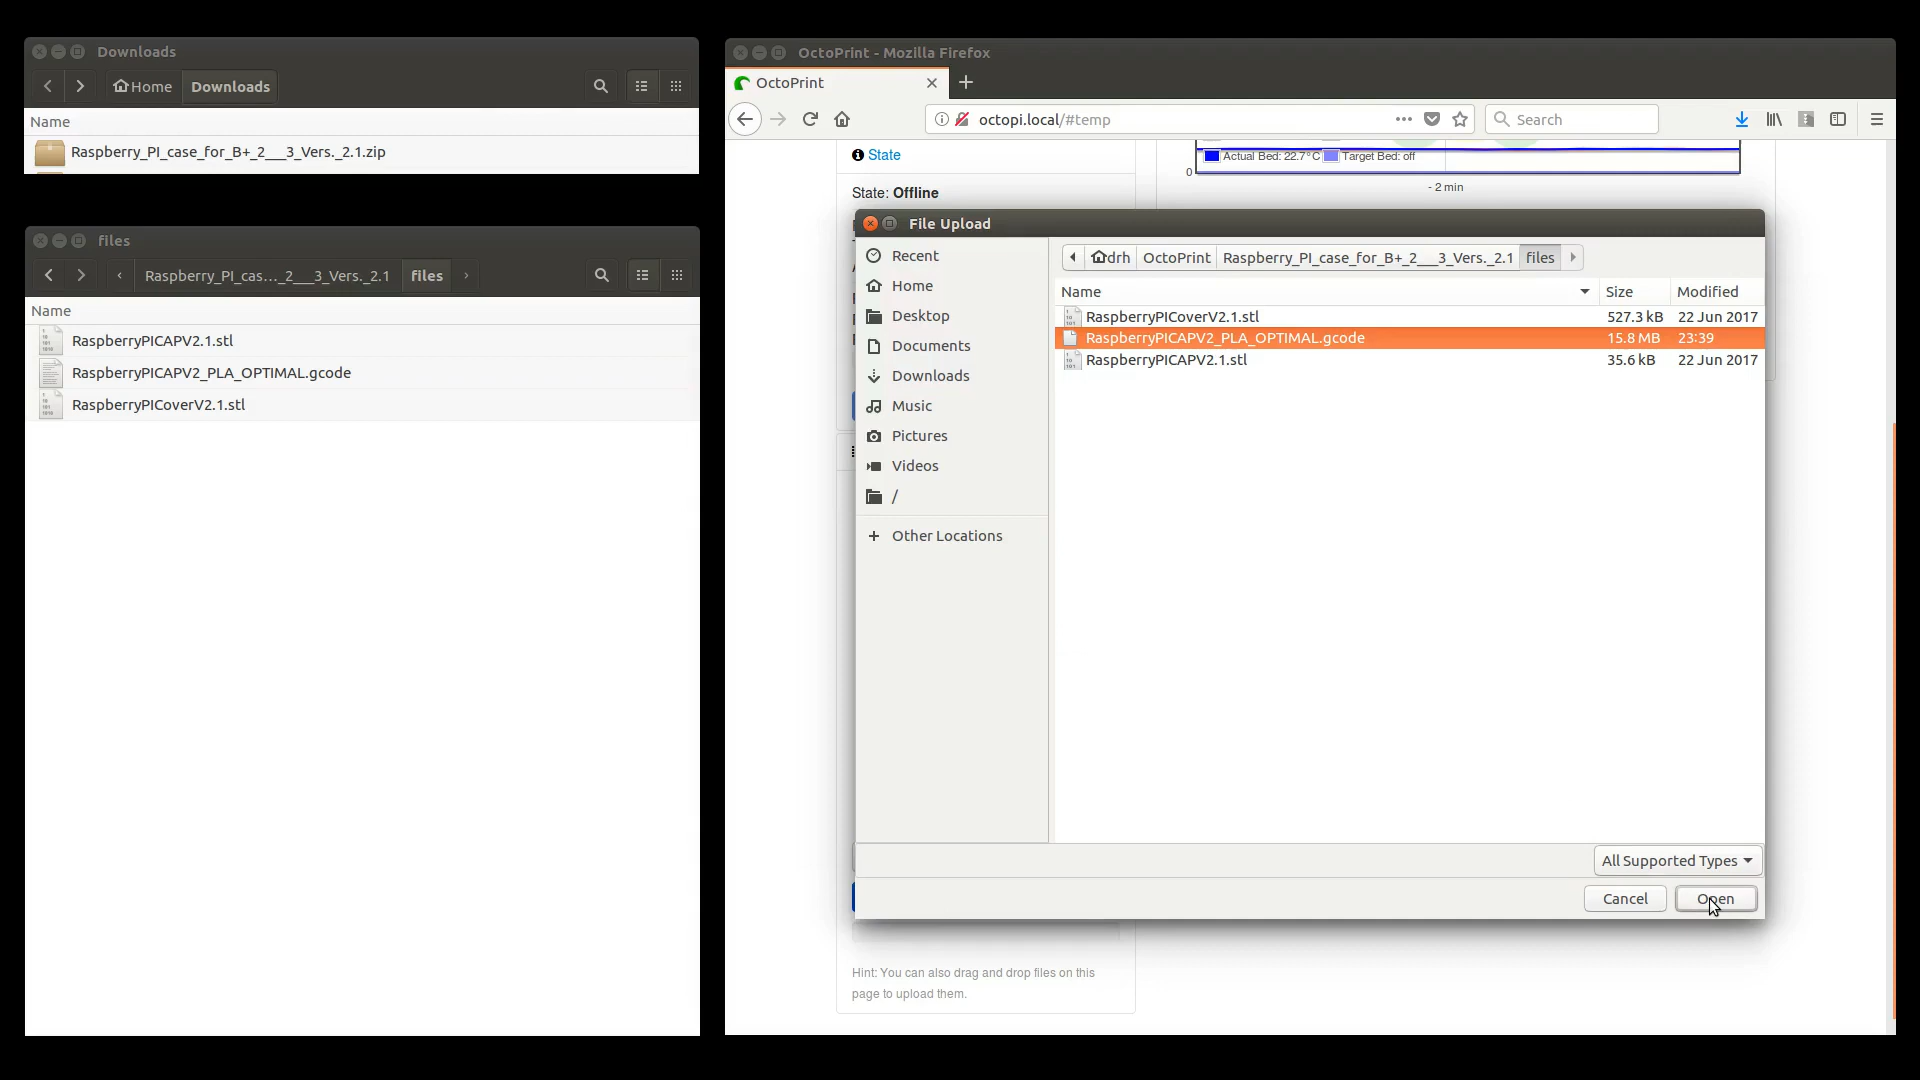 Downloads
Home
Downloads
Name
Raspberry_PI_case_for_B+_2___3_Vers._2.1.zip
files
Raspberry_PI_cas…_2___3_Vers._2.1
files
Name
RaspberryPICAPV2.1.stl
RaspberryPICAPV2_PLA_OPTIMAL.gcode
RaspberryPICoverV2.1.stl
OctoPrint - Mozilla Firefox
OctoPrint
octopi.local/#temp
Search
State
State: Offline
Actual Bed: 22.7°C
Target Bed: off
0
- 2 min
File Upload
Recent
Home
Desktop
Documents
Downloads
Music
Pictures
Videos
/
Other Locations
drh
OctoPrint
Raspberry_PI_case_for_B+_2___3_Vers._2.1
files
Name Size Modified
RaspberryPICoverV2.1.stl 527.3 kB 22 Jun 2017
RaspberryPICAPV2_PLA_OPTIMAL.gcode 15.8 MB 23:39
RaspberryPICAPV2.1.stl 35.6 kB 22 Jun 2017
All Supported Types
Cancel
Open
Hint: You can also drag and drop files on this
page to upload them.